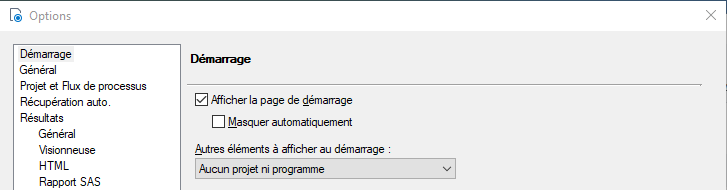 Options
Démarrage
Général
Projet et Flux de processus
Récupération auto.
Résultats
Général
Visionneuse
HTML
Rapport SAS
Démarrage
Afficher la page de démarrage
Masquer automatiquement
Autres éléments à afficher au démarrage :
Aucun projet ni programme